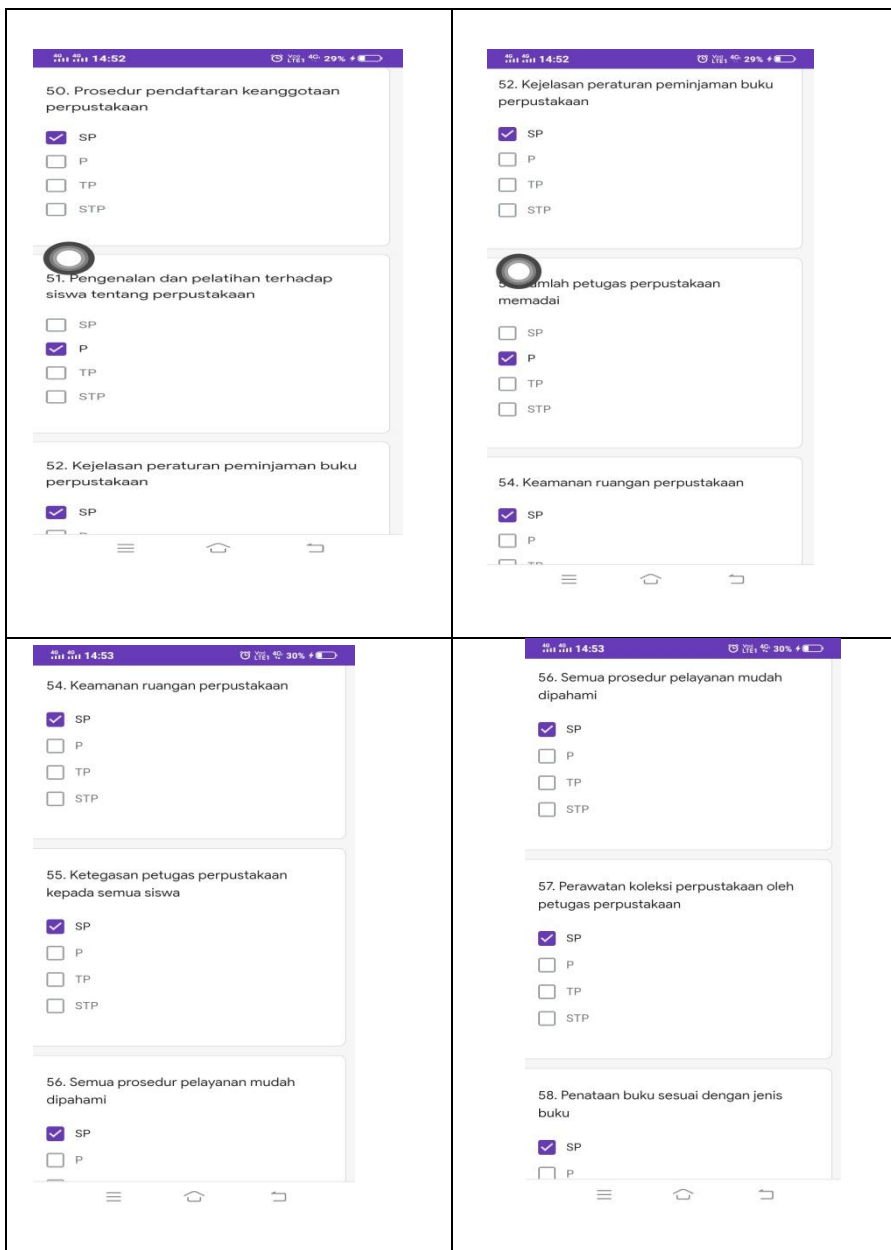 14:52
29%
50. Prosedur pendaftaran keanggotaan
perpustakaan
SP
P
TP
STP
51. Pengenalan dan pelatihan terhadap
siswa tentang perpustakaan
SP
P
TP
STP
52. Kejelasan peraturan peminjaman buku
perpustakaan
SP
14:52
29%
52. Kejelasan peraturan peminjaman buku
perpustakaan
SP
P
TP
STP
petugas perpustakaan
memadai
SP
P
TP
STP
54. Keamanan ruangan perpustakaan
SP
P
14:53
30%
54. Keamanan ruangan perpustakaan
SP
P
TP
STP
55. Ketegasan petugas perpustakaan
kepada semua siswa
SP
P
TP
STP
56. Semua prosedur pelayanan mudah
dipahami
SP
P
14:53
30%
56. Semua prosedur pelayanan mudah
dipahami
SP
P
TP
STP
57. Perawatan koleksi perpustakaan oleh
petugas perpustakaan
SP
P
TP
STP
58. Penataan buku sesuai dengan jenis
buku
SP
P